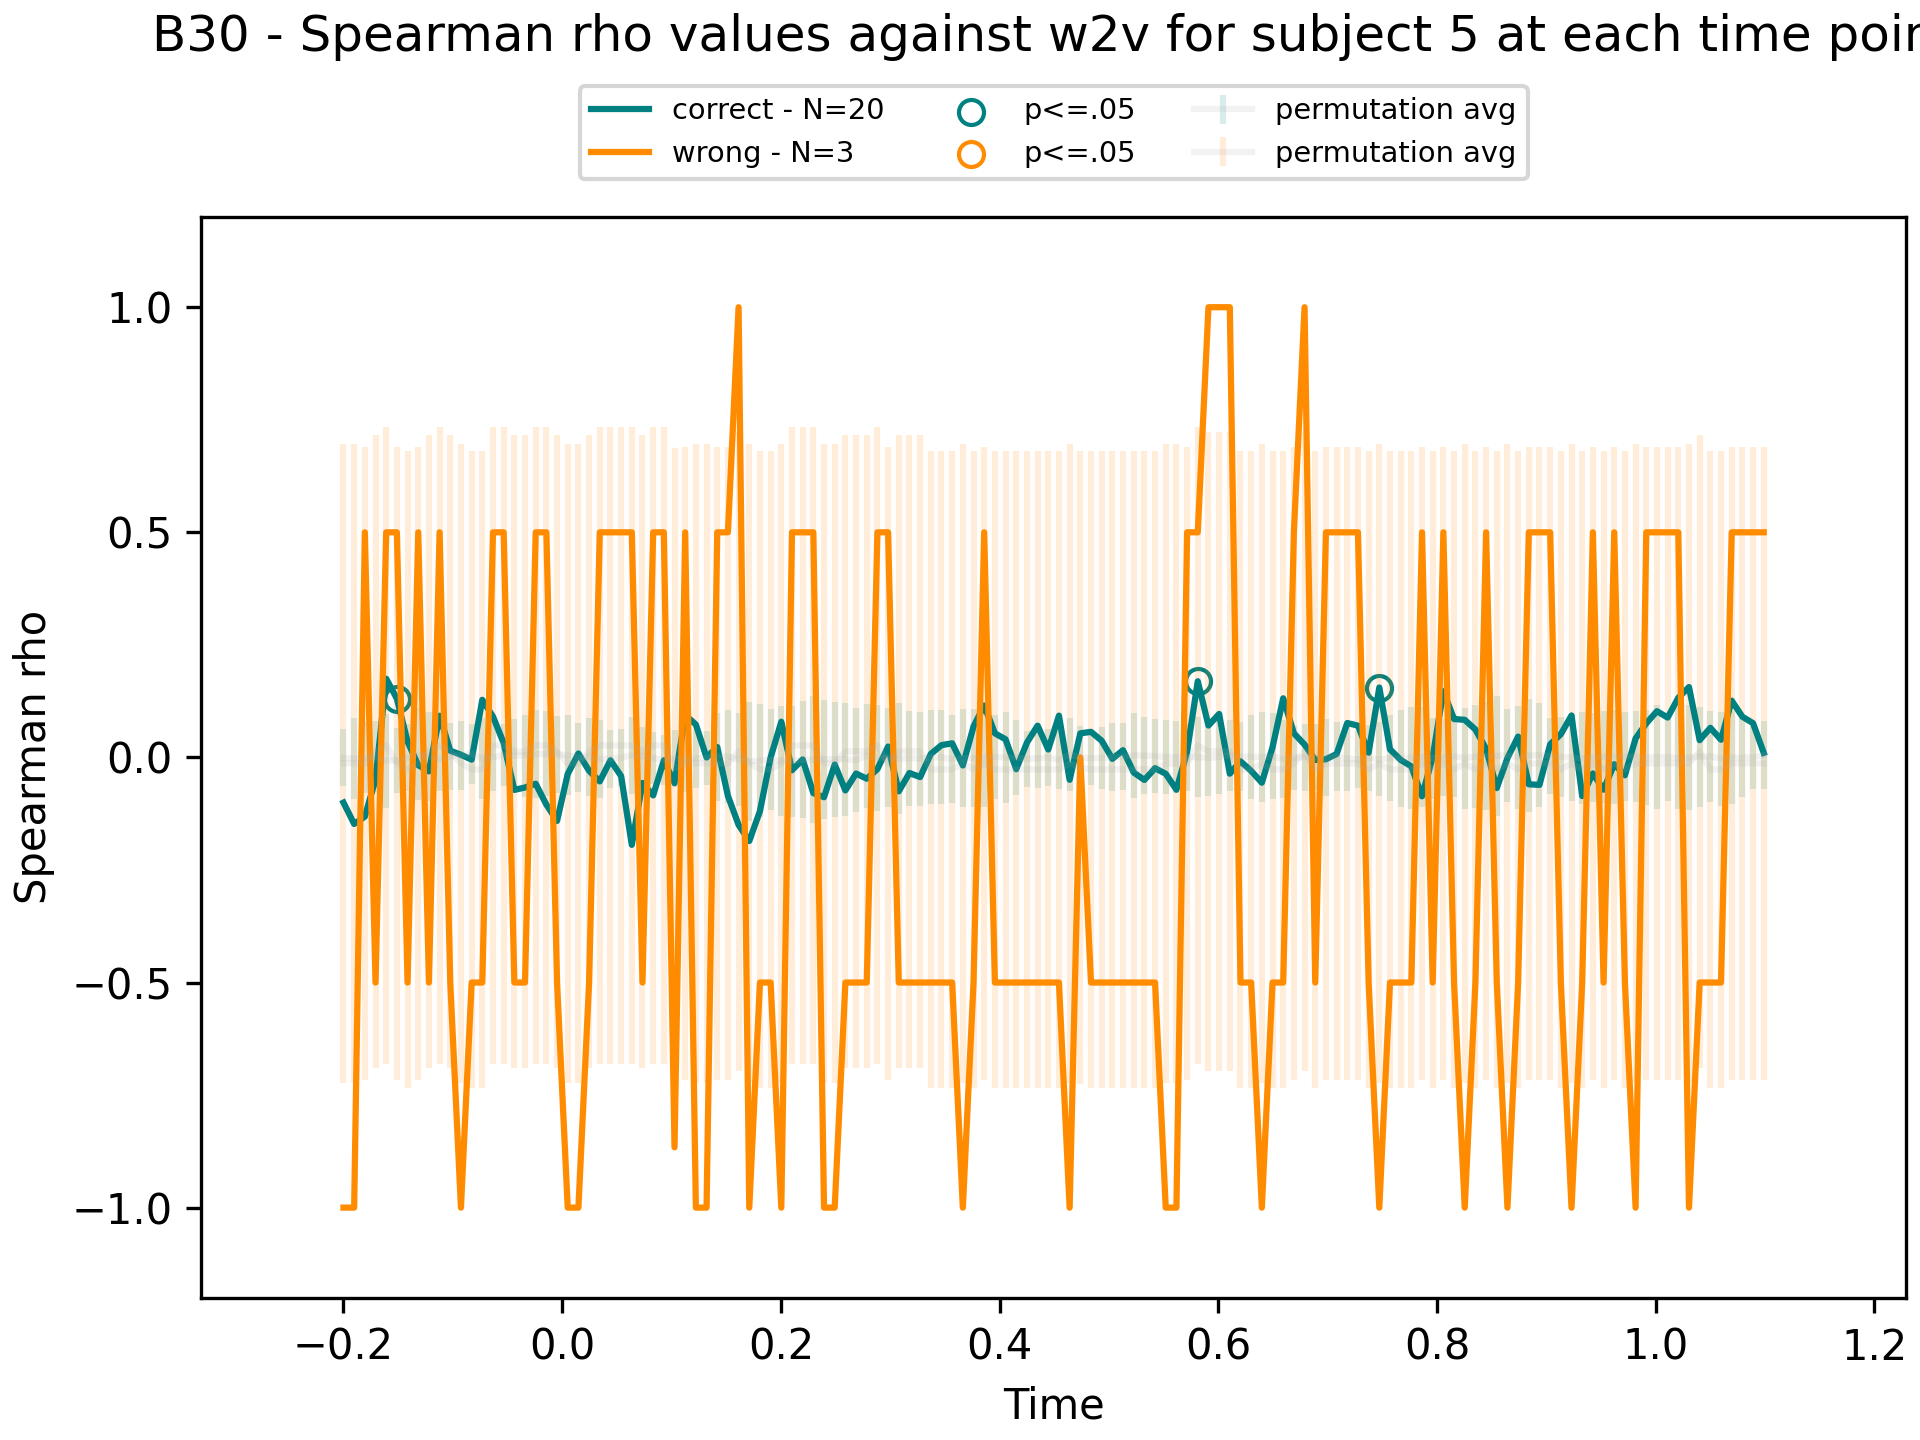 B30 - Spearman rho values against w2v for subject 5 at each time poin
correct - N=20
wrong - N=3
p<=.05
p<=.05
permutation avg
permutation avg
1.0
0.5
0.0
−0.5
−1.0
Spearman rho
−0.2 0.0 0.2 0.4 0.6 0.8 1.0 1.2
Time